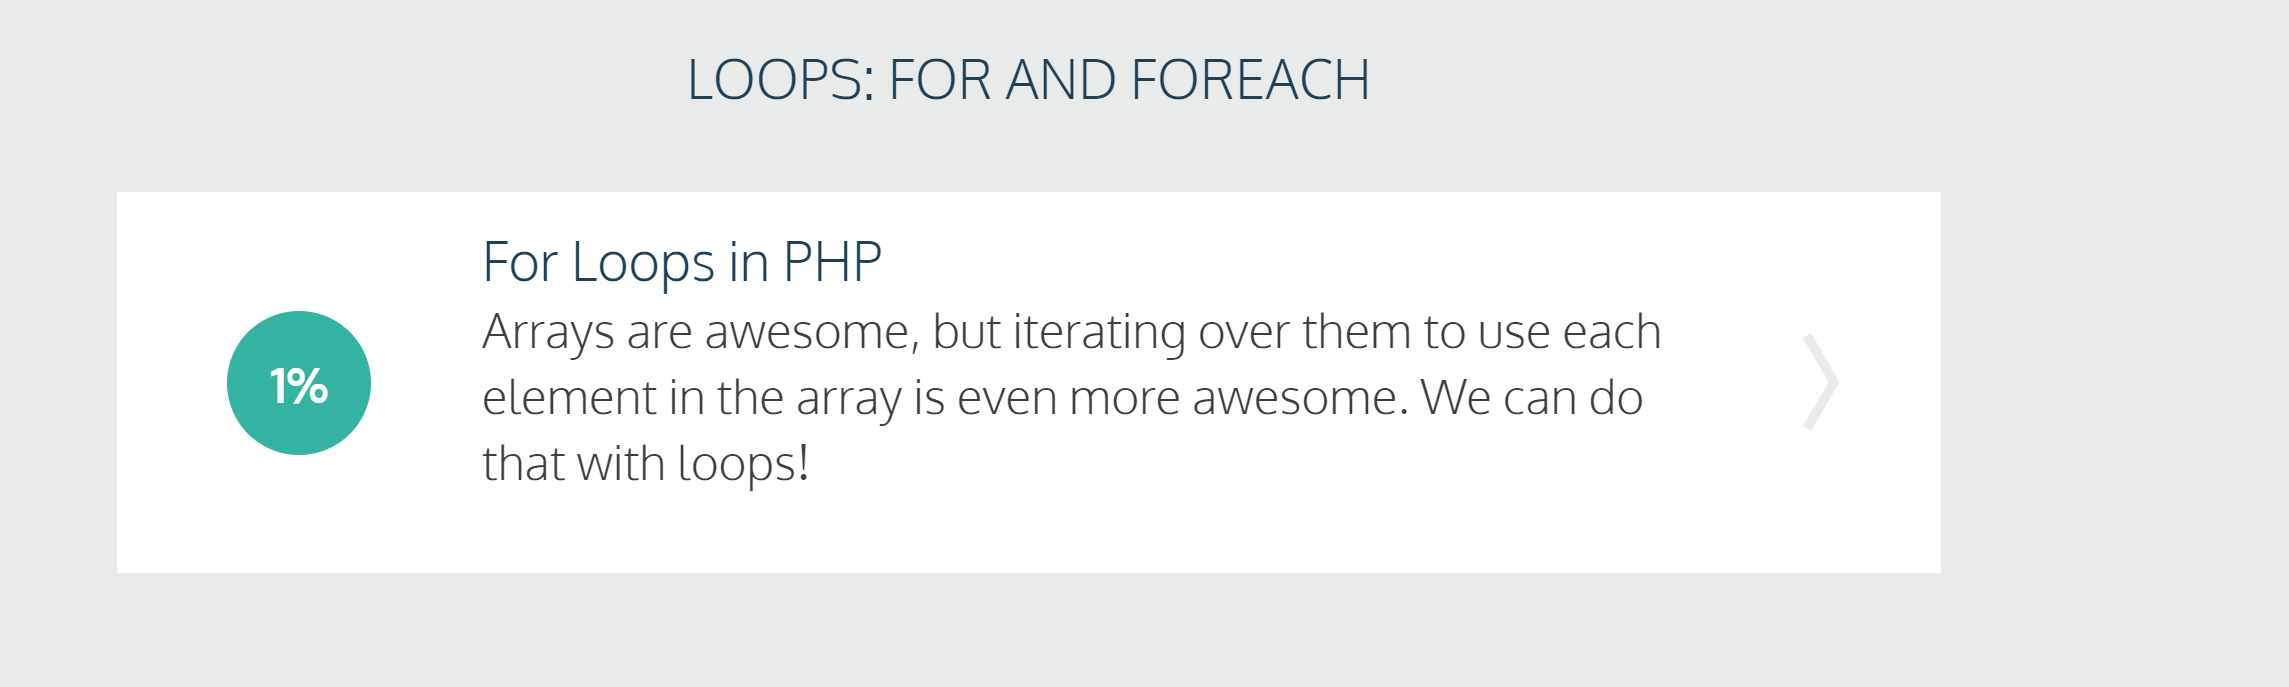 LOOPS: FOR AND FOREACH
For Loops in PHP
Arrays are awesome, but iterating over them to use each
1%
element in the array is even more awesome. We can do
that with loops!